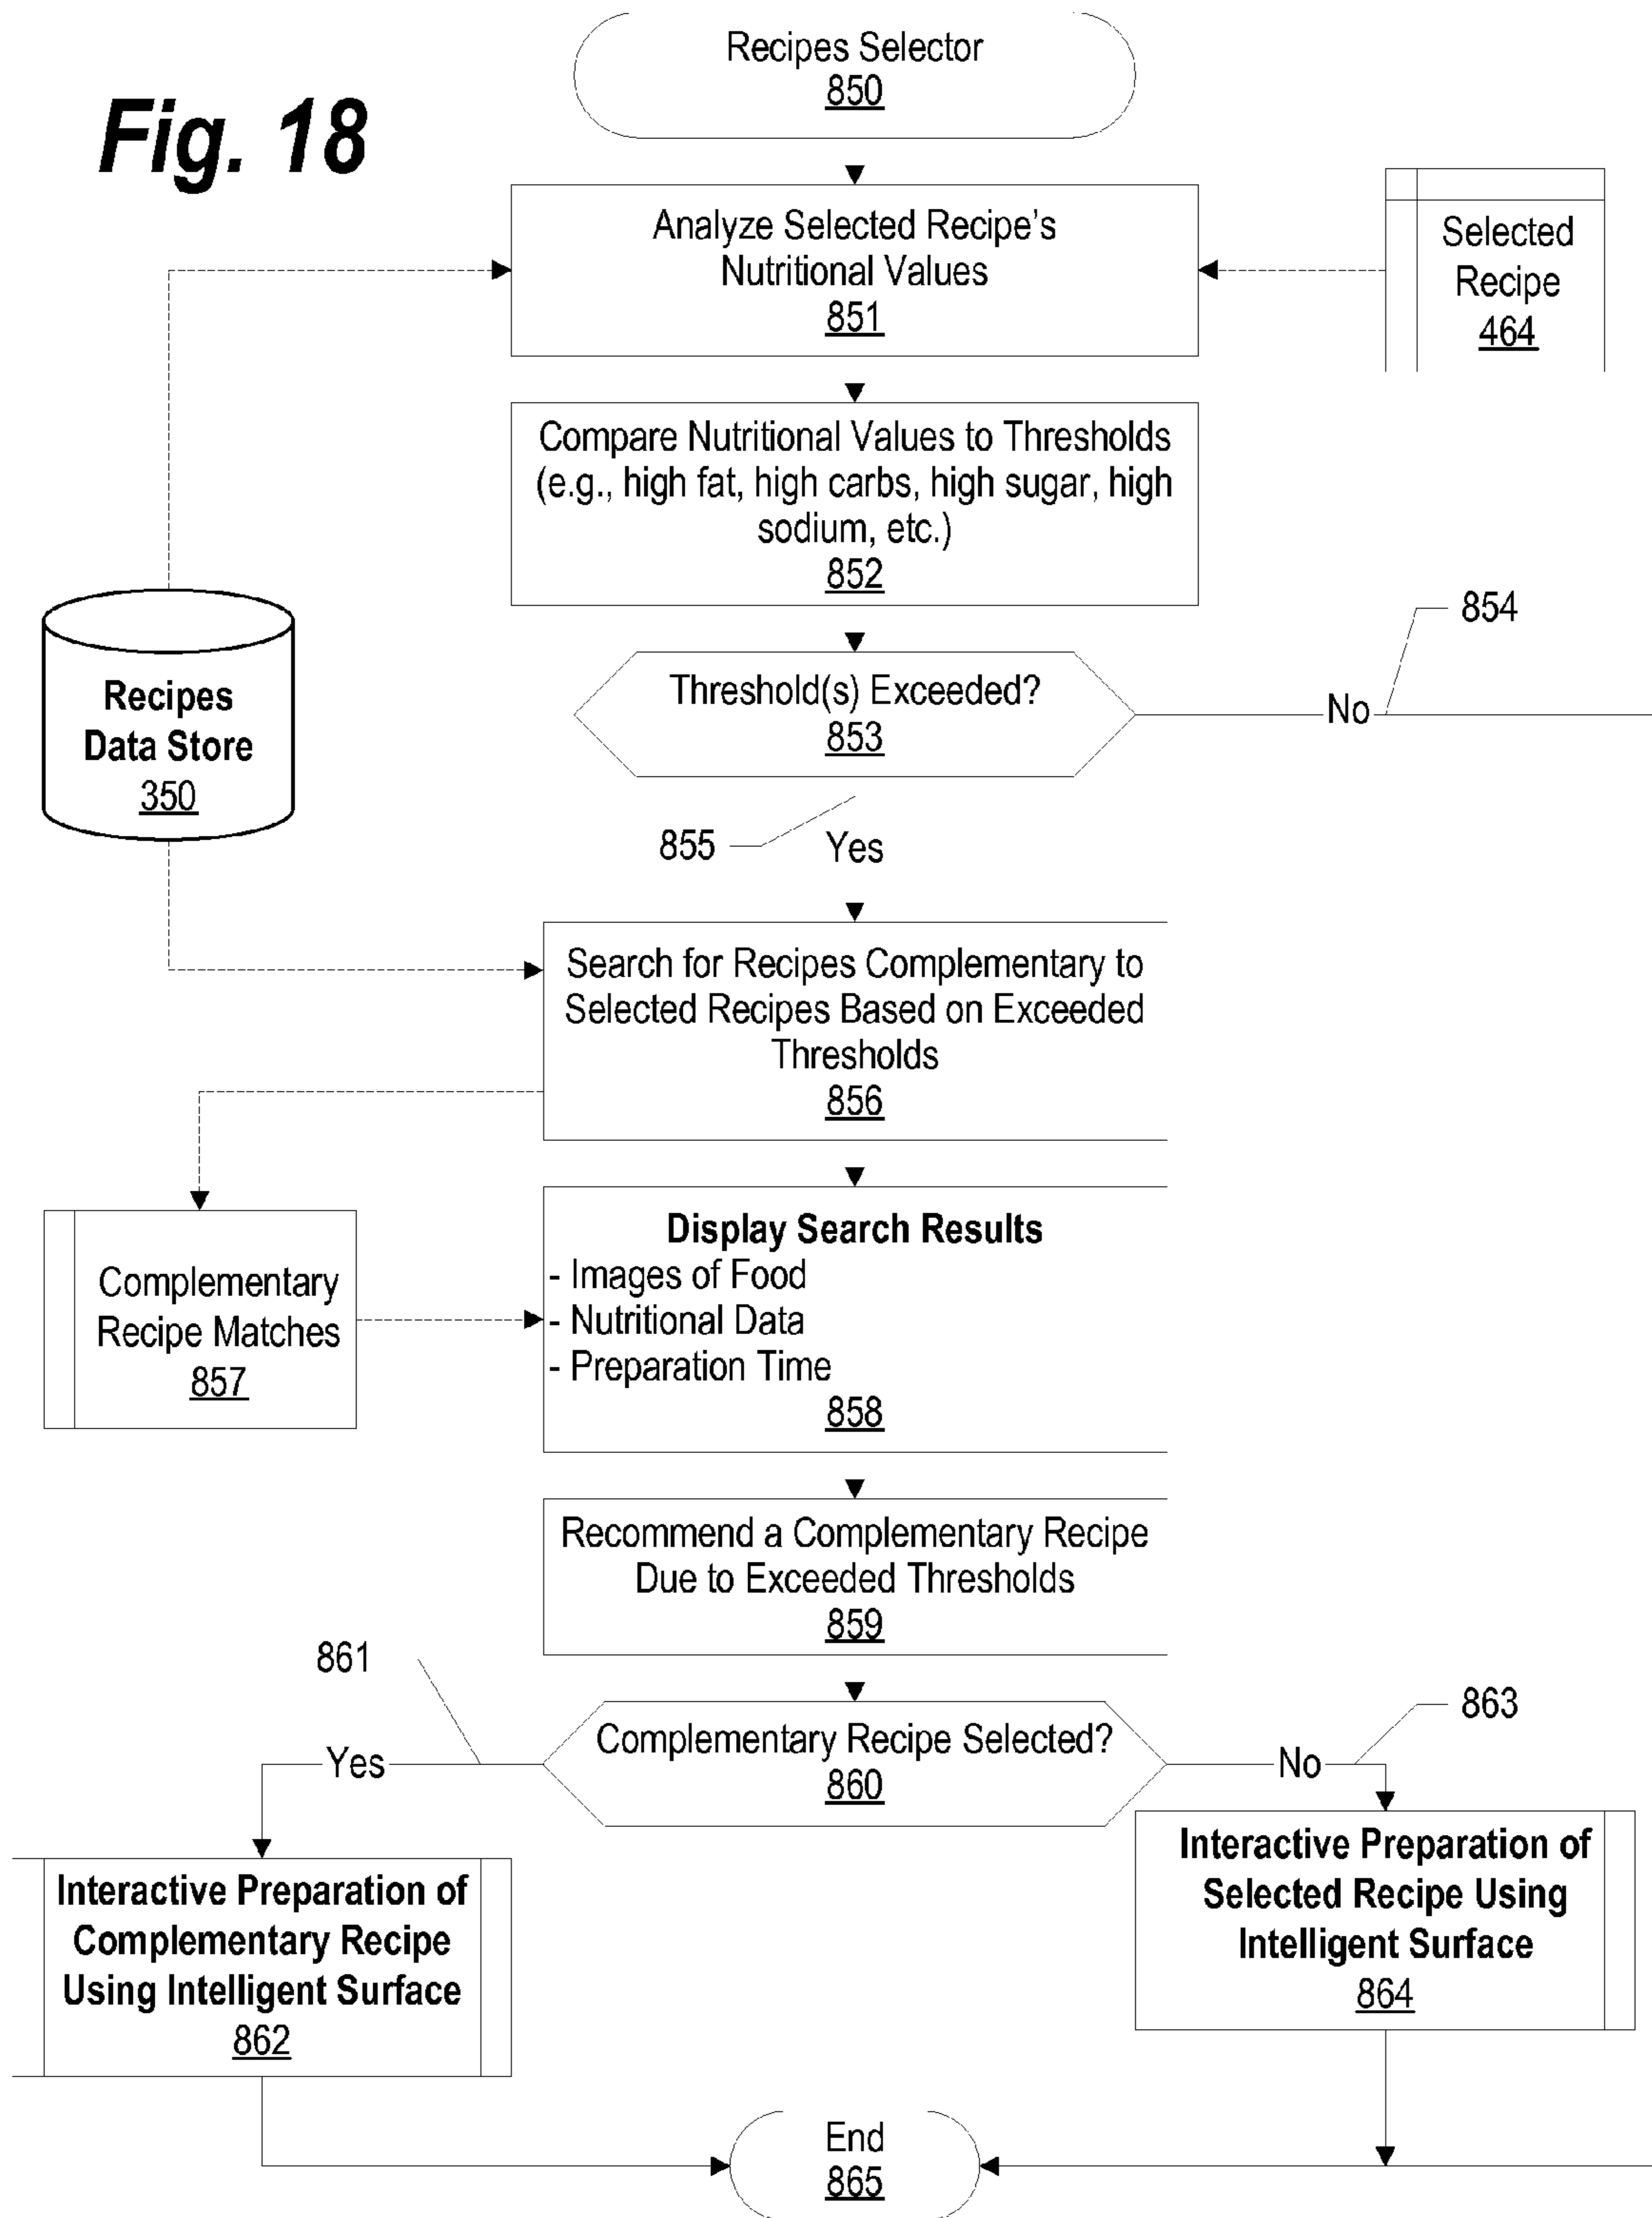 Fig. 18
Recipes Selector
850
Analyze Selected Recipe's
Nutritional Values
851
Selected
Recipe
464
Compare Nutritional Values to Thresholds
(e.g., high fat, high carbs, high sugar, high
sodium, etc.)
852
Recipes
Data Store
350
Threshold(s) Exceeded?
853
No
854
855
Yes
Search for Recipes Complementary to
Selected Recipes Based on Exceeded
Thresholds
856
Complementary
Recipe Matches
857
Display Search Results
- Images of Food
- Nutritional Data
- Preparation Time
858
Recommend a Complementary Recipe
Due to Exceeded Thresholds
859
Complementary Recipe Selected?
860
861
Yes
No
863
Interactive Preparation of
Complementary Recipe
Using Intelligent Surface
862
Interactive Preparation of
Selected Recipe Using
Intelligent Surface
864
End
865